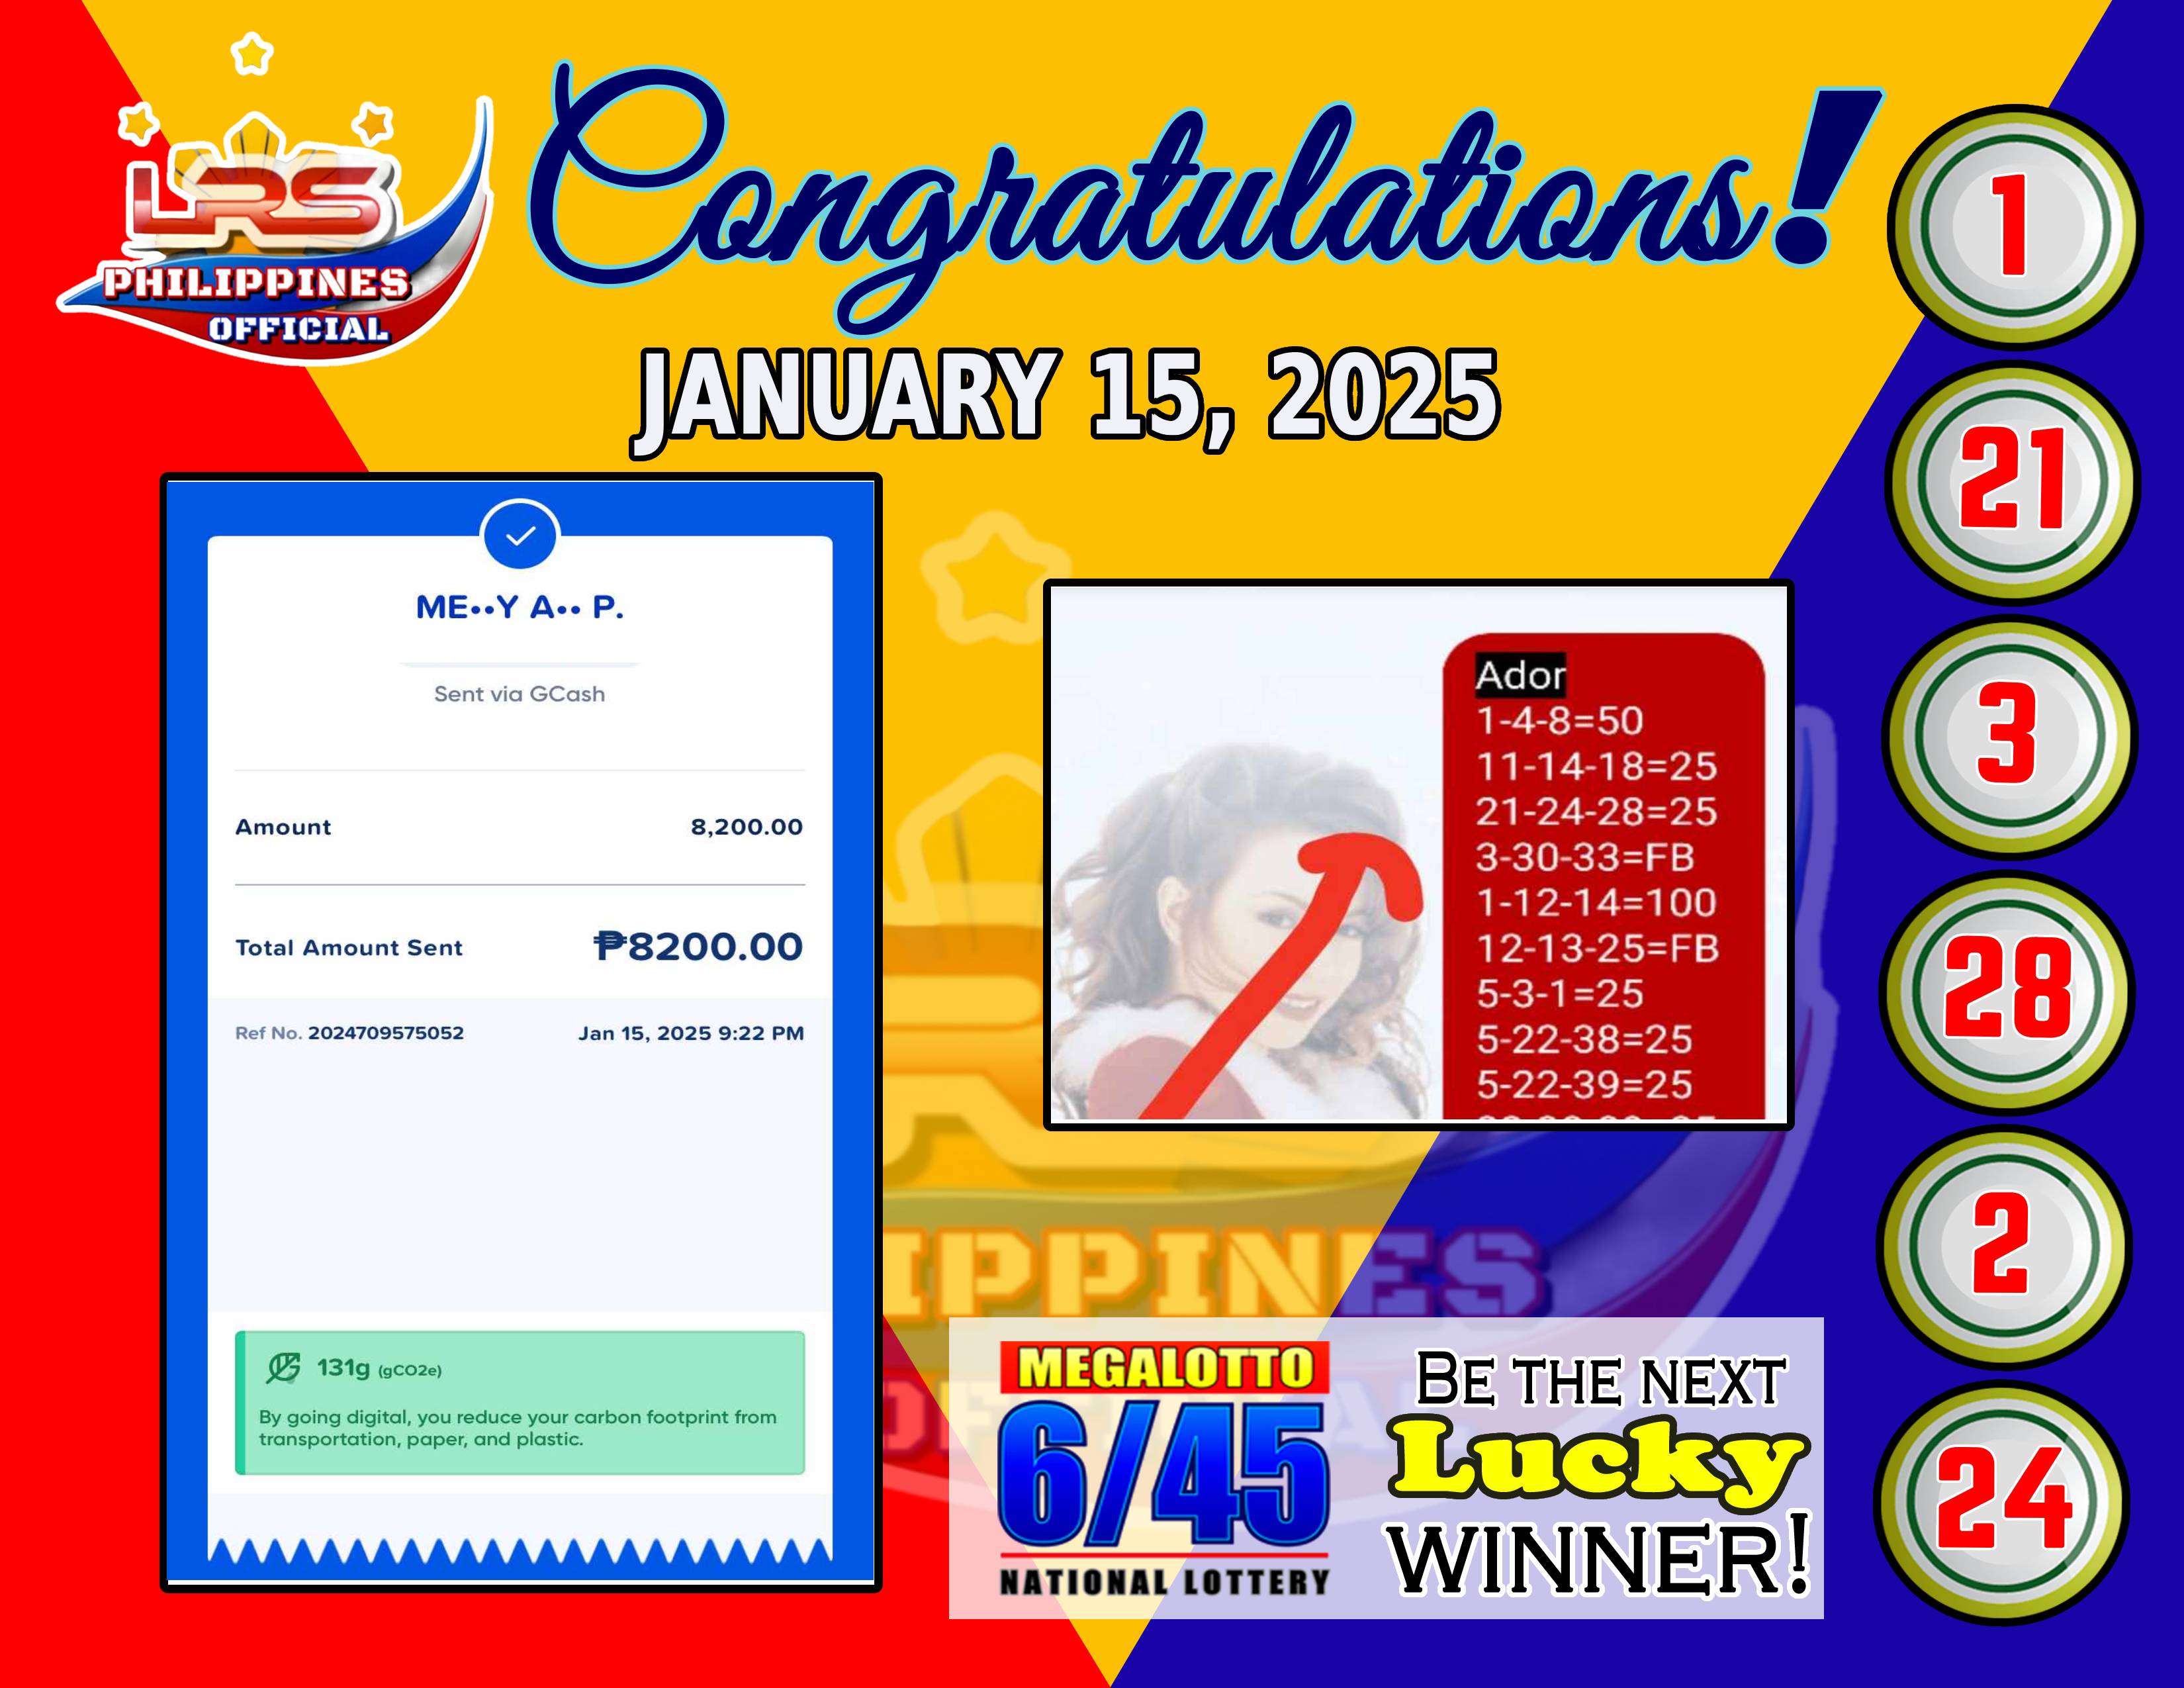 LRS
PHILIPPINES
OFFICIAL
Congratulations!
JANUARY 15, 2025
ME••Y A•• P.
Sent via GCash
Amount 8,200.00
Total Amount Sent ₱8200.00
Ref No. 2024709575052 Jan 15, 2025 9:22 PM
131g (gCO2e)
By going digital, you reduce your carbon footprint from
transportation, paper, and plastic.
Ador
1-4-8=50
11-14-18=25
21-24-28=25
3-30-33=FB
1-12-14=100
12-13-25=FB
5-3-1=25
5-22-38=25
5-22-39=25
IPPINES
MEGALOTTO
6/45
NATIONAL LOTTERY
BE THE NEXT
Lucky
WINNER!
1
21
3
28
2
24